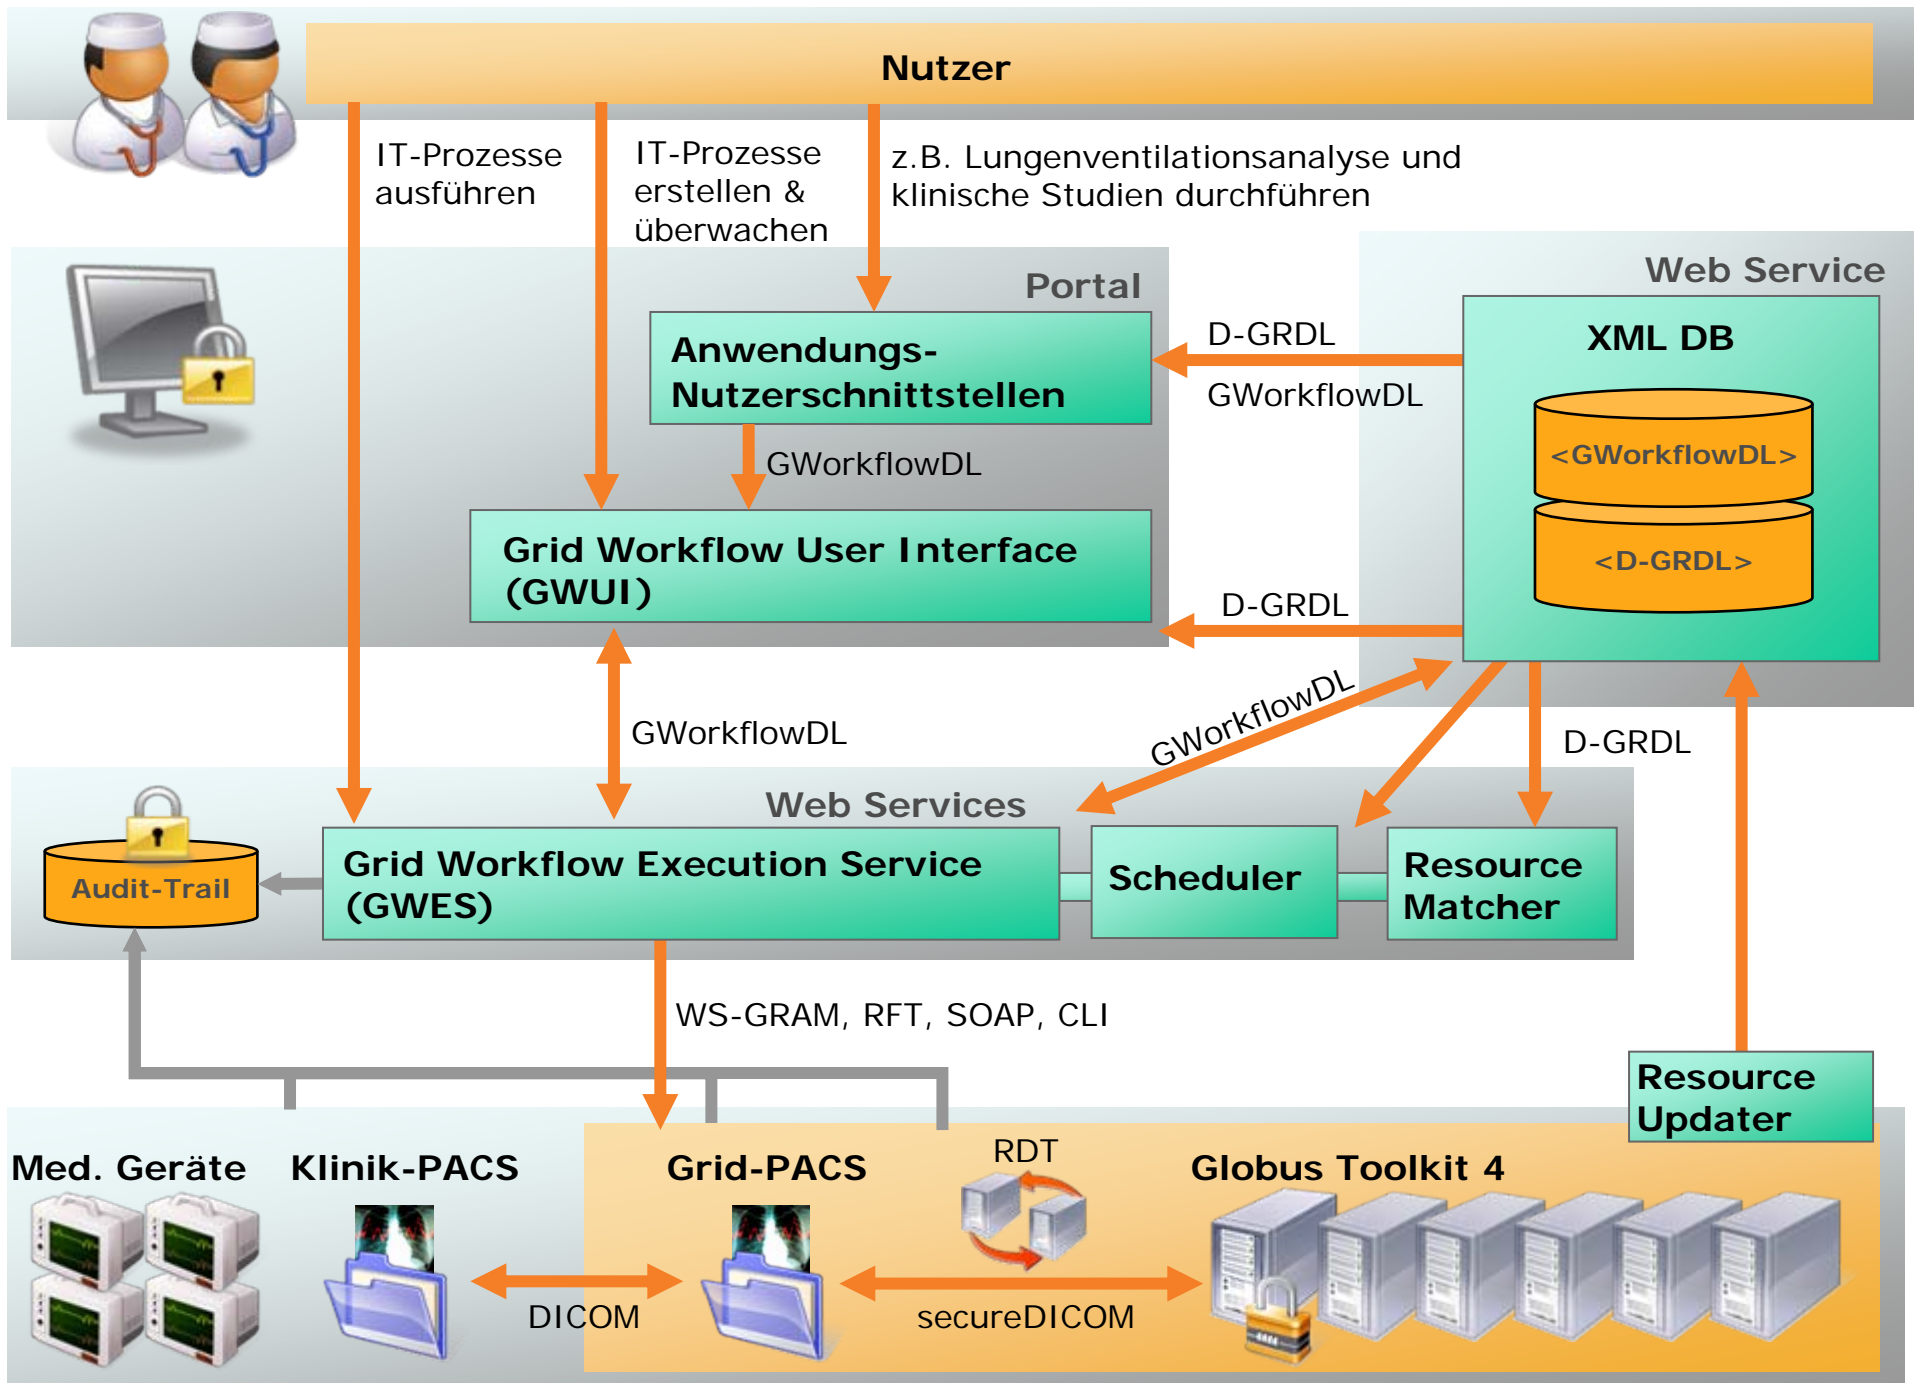 Nutzer
IT-Prozesse
ausführen
IT-Prozesse
erstellen &
überwachen
z.B. Lungenventilationsanalyse und
klinische Studien durchführen
Portal
Web Service
Anwendungs-
Nutzerschnittstellen
D-GRDL
GWorkflowDL
XML DB
<GWorkflowDL>
<D-GRDL>
GWorkflowDL
Grid Workflow User Interface
(GWUI)
D-GRDL
GWorkflowDL
GWorkflowDL
D-GRDL
Web Services
Audit-Trail
Grid Workflow Execution Service
(GWES)
Scheduler
Resource
Matcher
WS-GRAM, RFT, SOAP, CLI
Resource
Updater
Med. Geräte
Klinik-PACS
Grid-PACS
RDT
Globus Toolkit 4
DICOM
secureDICOM